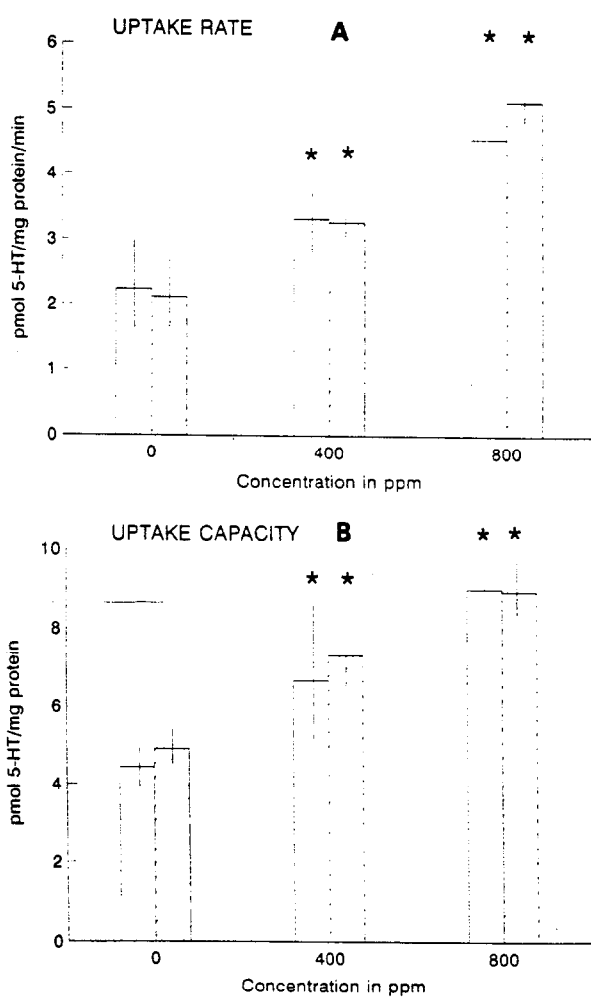 UPTAKE RATE A
* *
* *
6
5
4
3
2
1
0
pmol 5-HT/mg protein/min
0 400 800
Concentration in ppm
UPTAKE CAPACITY B
* *
* *
10
8
6
4
2
0
pmol 5-HT/mg protein
0 400 800
Concentration in ppm